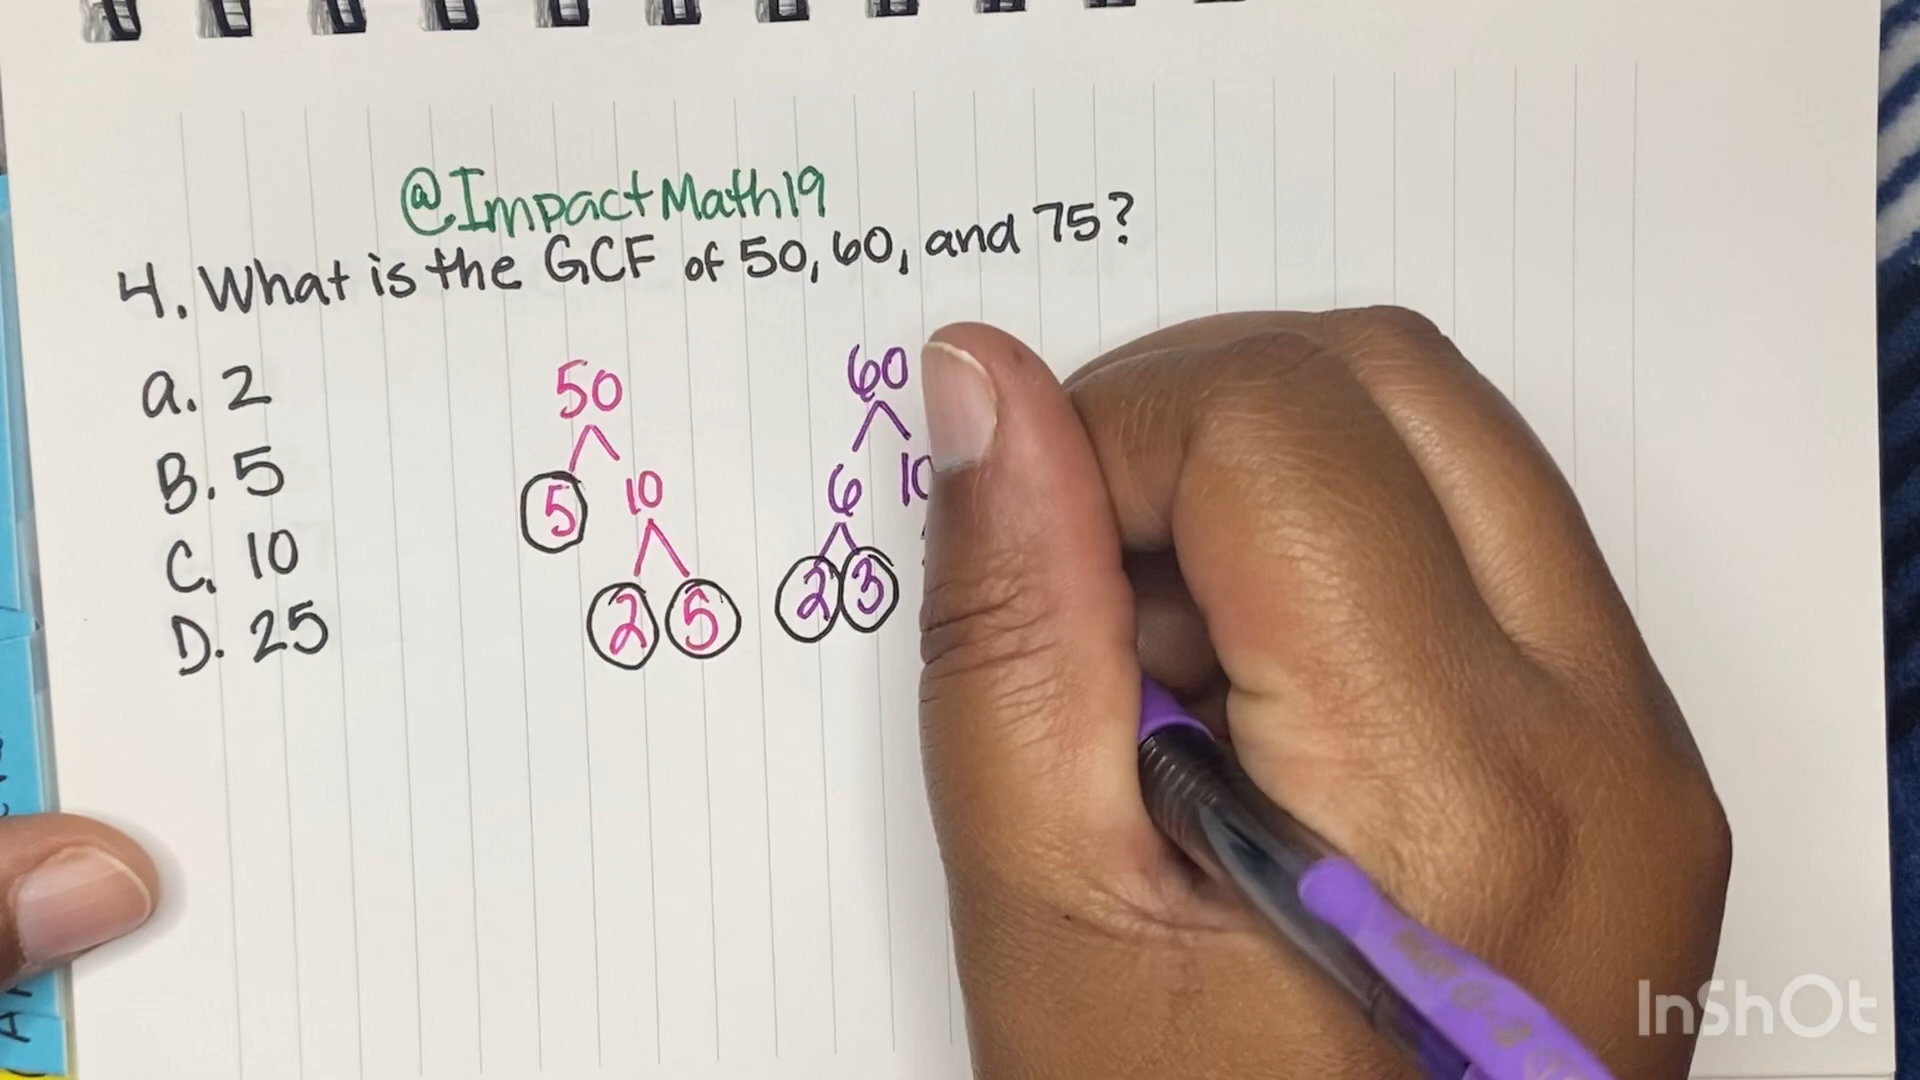 @ImpactMath19
4. What is the GCF of 50, 60, and 75?
a. 2
B. 5
C. 10
D. 25
50
5 10
2 5
60
6 10
2 3
InShOt